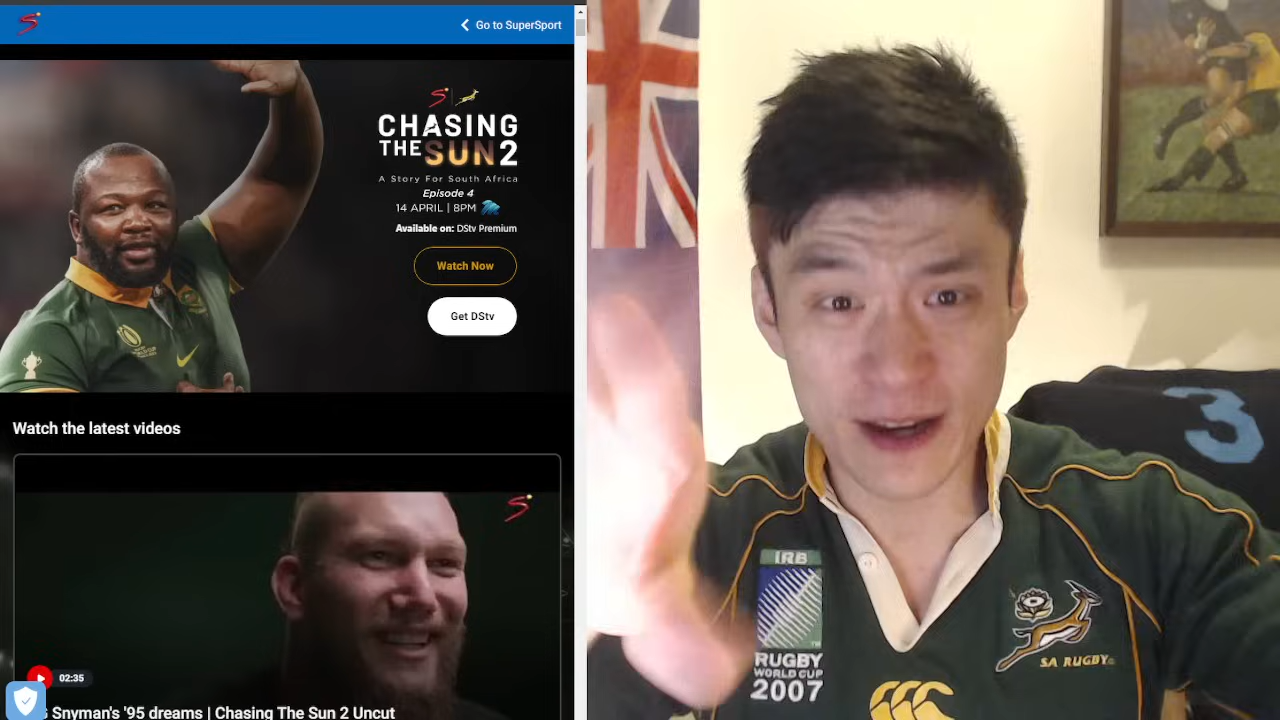 Go to SuperSport
CHASING
THE SUN 2
A Story For South Africa
Episode 4
14 APRIL | 8PM
Available on: DStv Premium
Watch Now
Get DStv
Watch the latest videos
02:35
Snyman's '95 dreams | Chasing The Sun 2 Uncut
3
IRB
RUGBY
WORLD CUP
2007
SA RUGBY